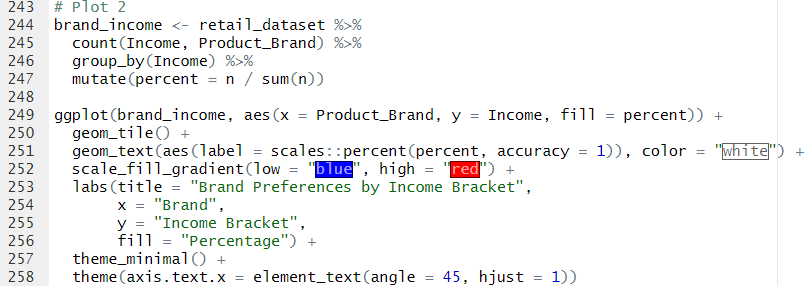 243 # Plot 2
244 brand_income <- retail_dataset %>%
245   count(Income, Product_Brand) %>%
246   group_by(Income) %>%
247   mutate(percent = n / sum(n))
248
249 ggplot(brand_income, aes(x = Product_Brand, y = Income, fill = percent)) +
250   geom_tile() +
251   geom_text(aes(label = scales::percent(percent, accuracy = 1)), color = "white") +
252   scale_fill_gradient(low = "blue", high = "red") +
253   labs(title = "Brand Preferences by Income Bracket",
254        x = "Brand",
255        y = "Income Bracket",
256        fill = "Percentage") +
257   theme_minimal() +
258   theme(axis.text.x = element_text(angle = 45, hjust = 1))